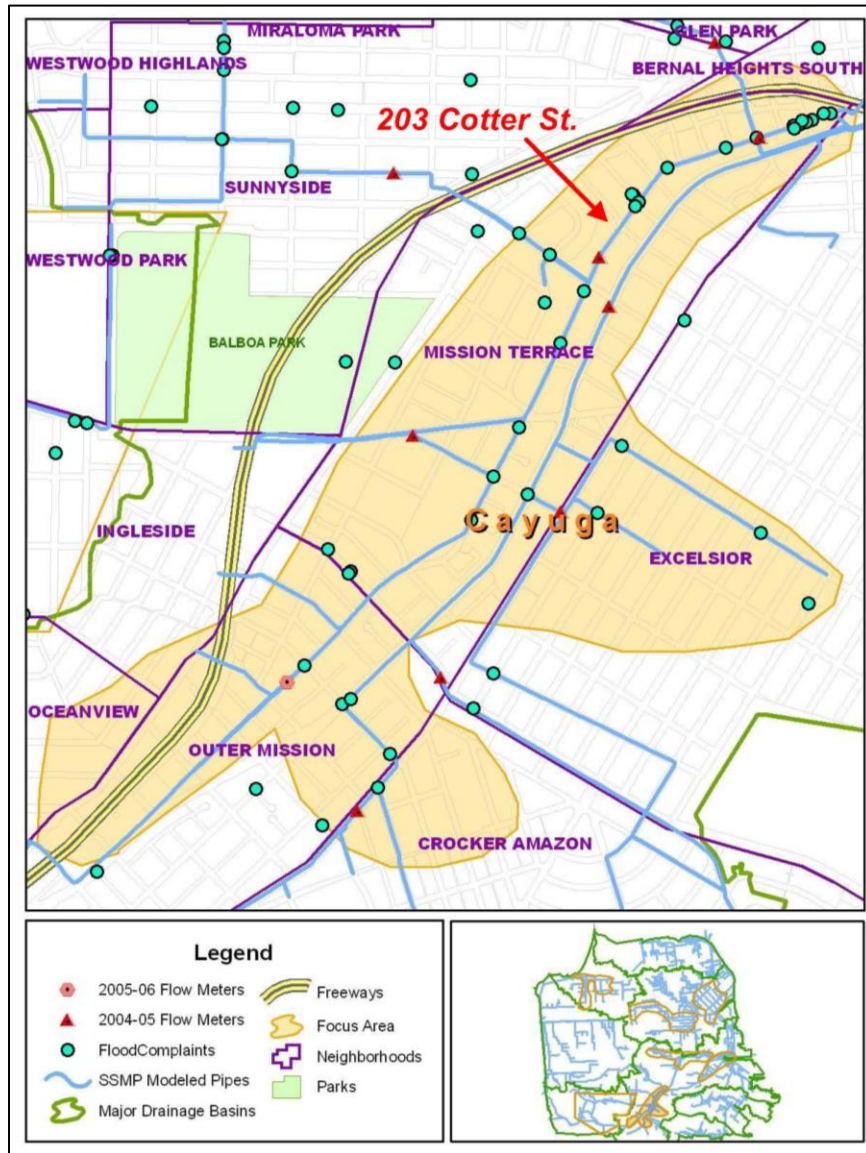 MIRALOMA PARK
GLEN PARK
WESTWOOD HIGHLANDS
BERNAL HEIGHTS SOUTH
203 Cotter St.
SUNNYSIDE
WESTWOOD PARK
BALBOA PARK
MISSION TERRACE
Cayuga
INGLESIDE
EXCELSIOR
OCEANVIEW
OUTER MISSION
CROCKER AMAZON
Legend
2005-06 Flow Meters
2004-05 Flow Meters
FloodComplaints
SSMP Modeled Pipes
Major Drainage Basins
Freeways
Focus Area
Neighborhoods
Parks